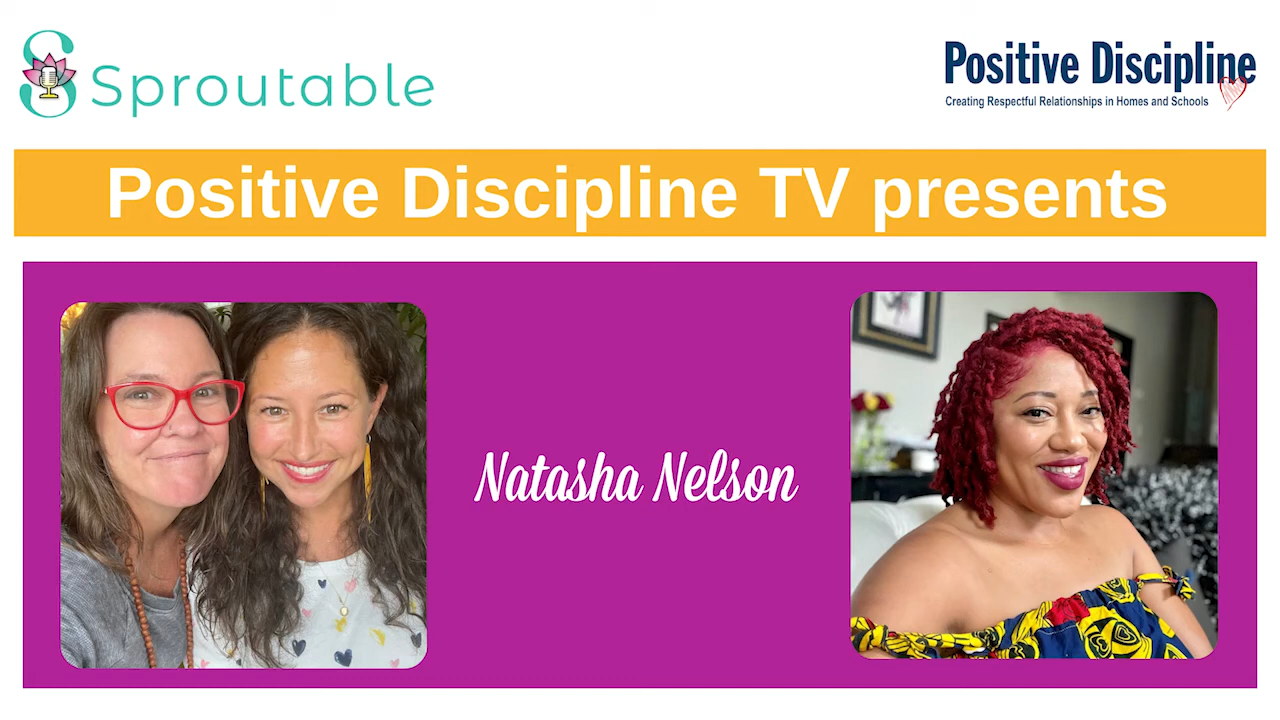 Sproutable
Positive Discipline
Creating Respectful Relationships in Homes and Schools
Positive Discipline TV presents
Natasha Nelson